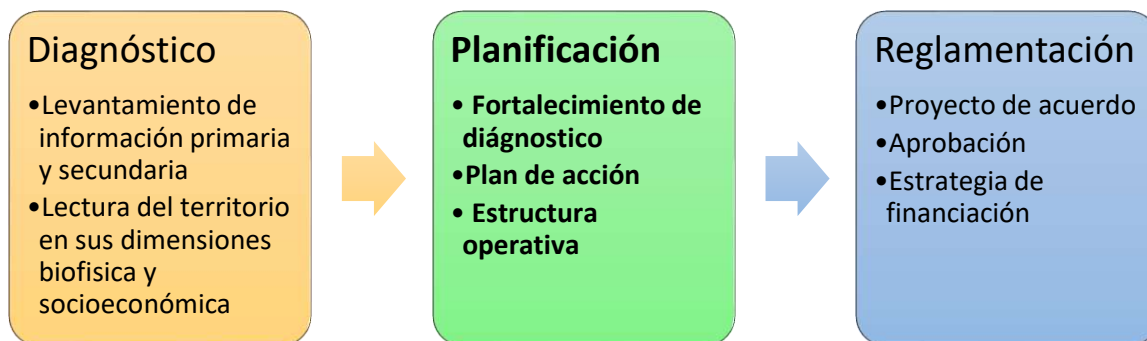 Diagnóstico
•Levantamiento de
información primaria
y secundaria
•Lectura del territorio
en sus dimensiones
biofisica y
socioeconómica
Planificación
• Fortalecimiento de
diágnostico
•Plan de acción
• Estructura
operativa
Reglamentación
•Proyecto de acuerdo
•Aprobación
•Estrategia de
financiación